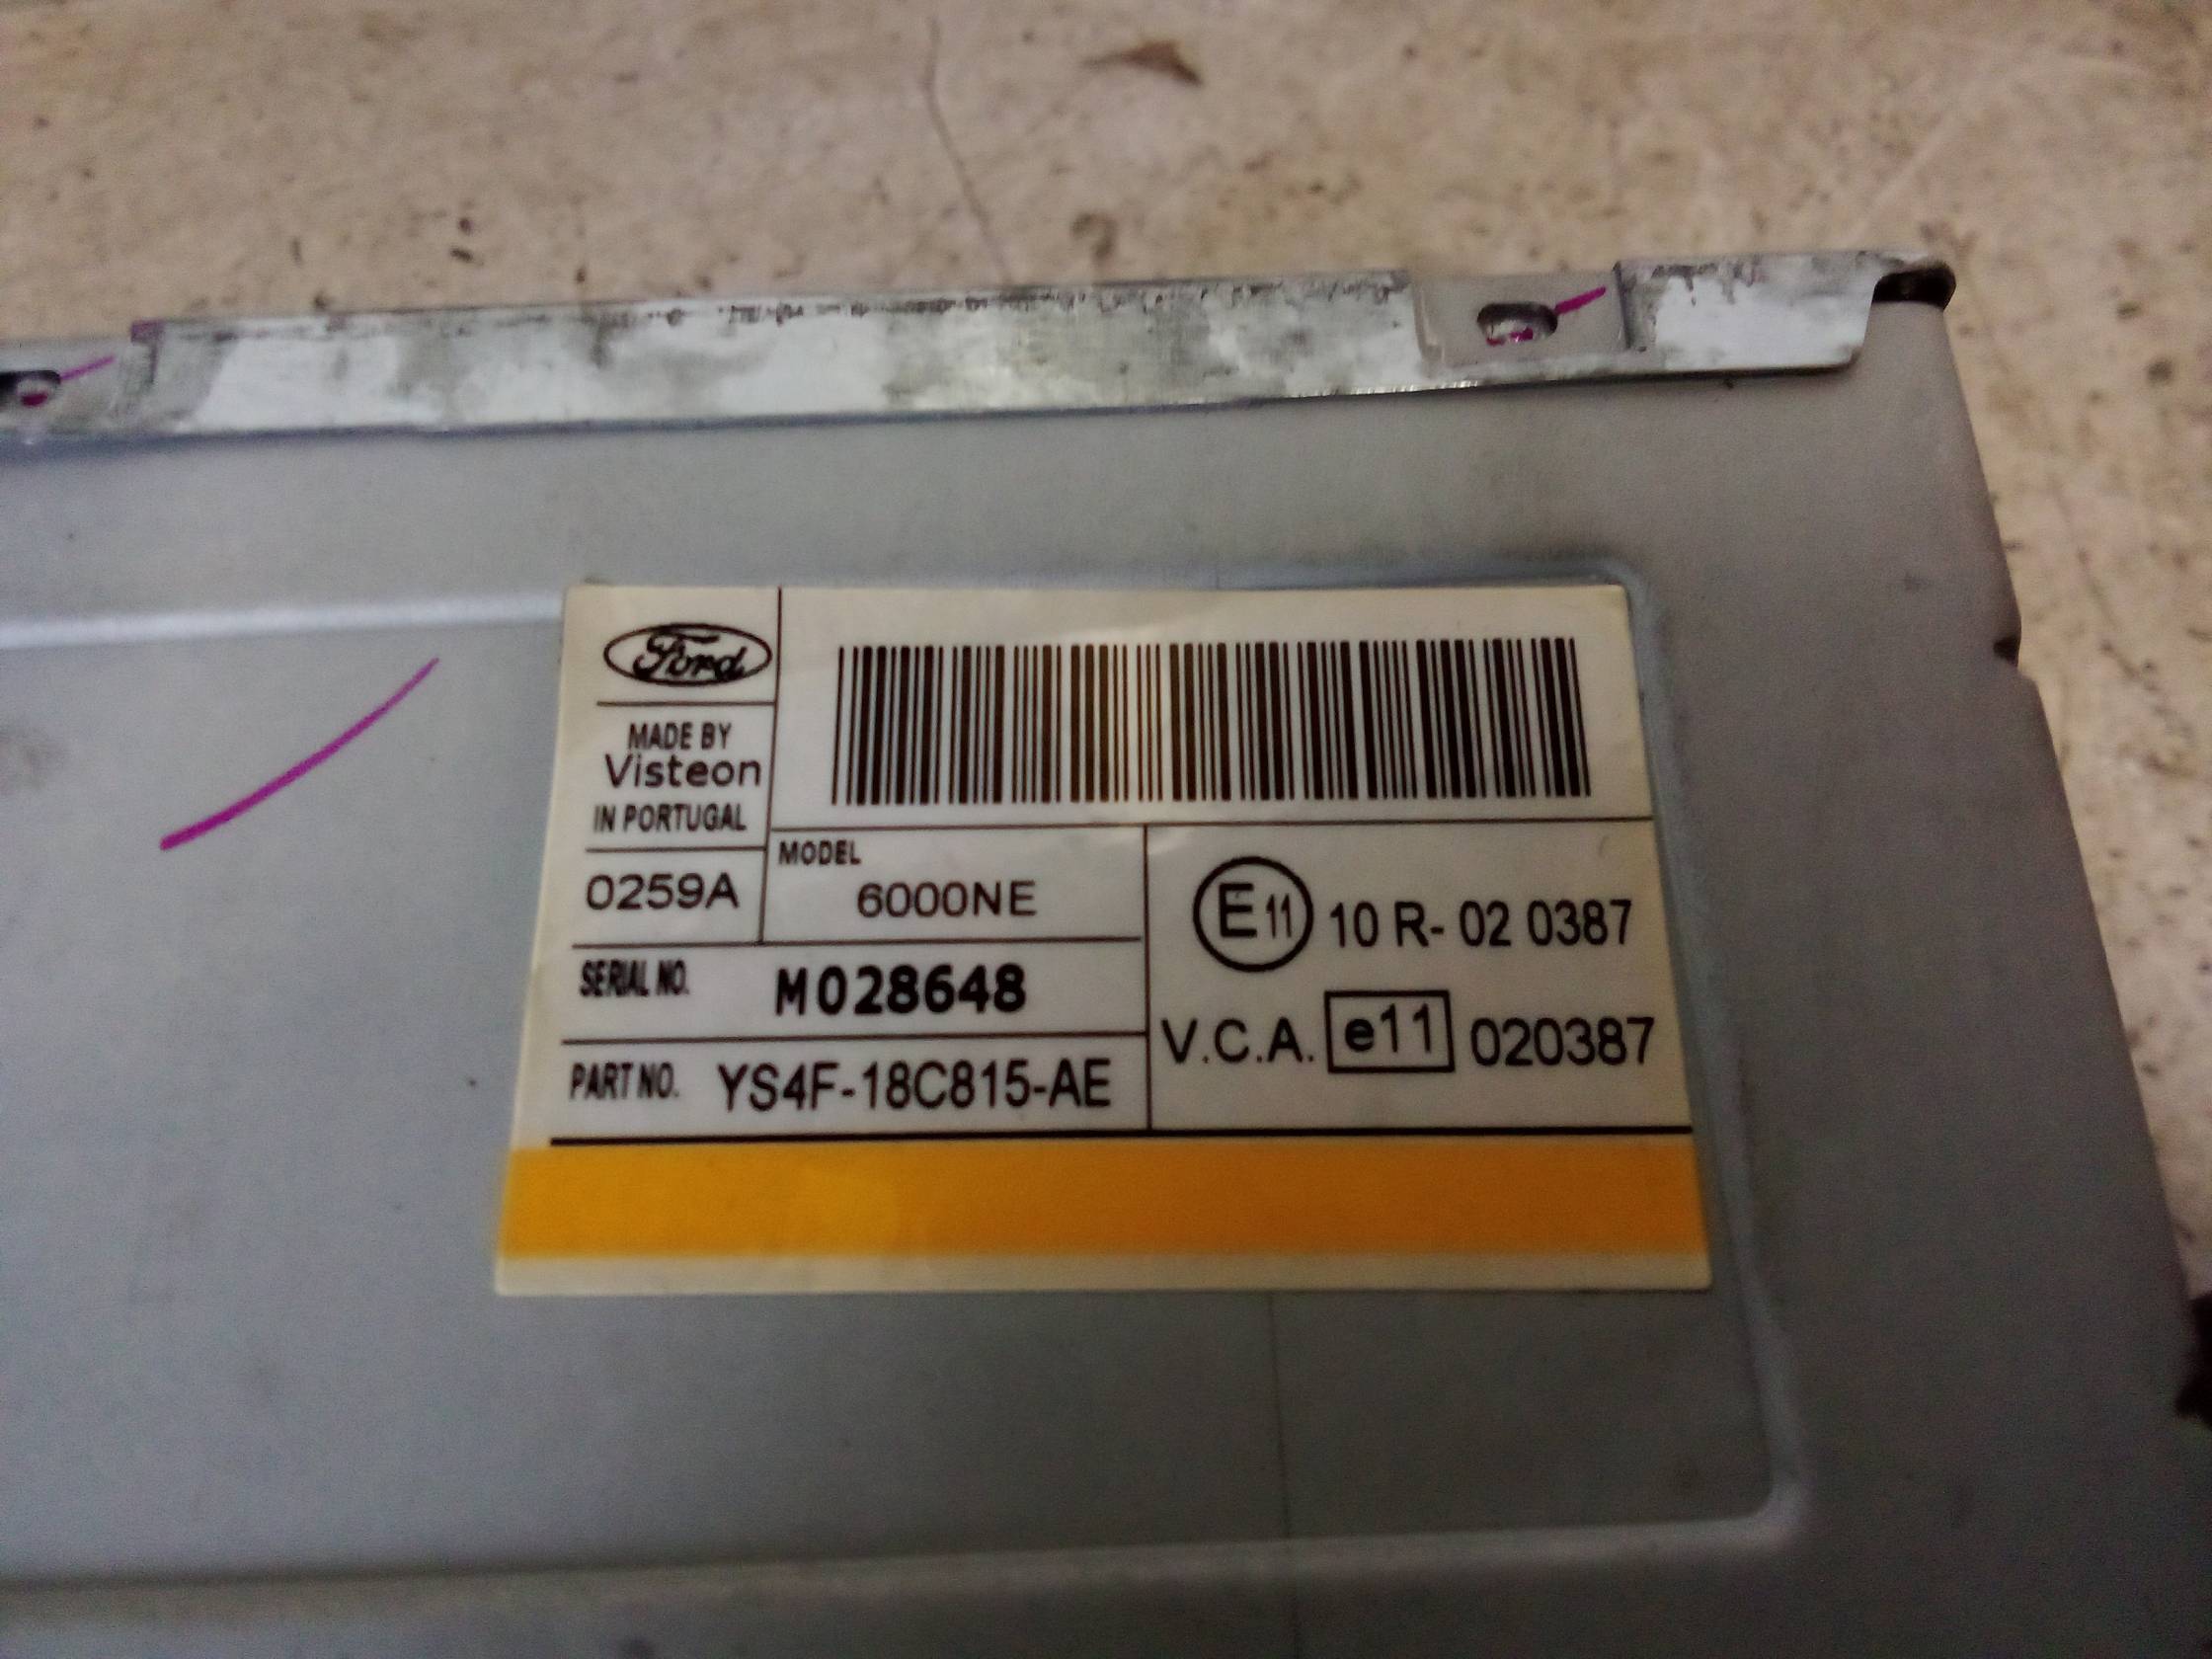 Ford
MADE BY
Visteon
IN PORTUGAL
0259A
MODEL
6000NE
SERIAL NO. M028648
PART NO. YS4F-18C815-AE
E11 10 R- 02 0387
V.C.A. e11 020387